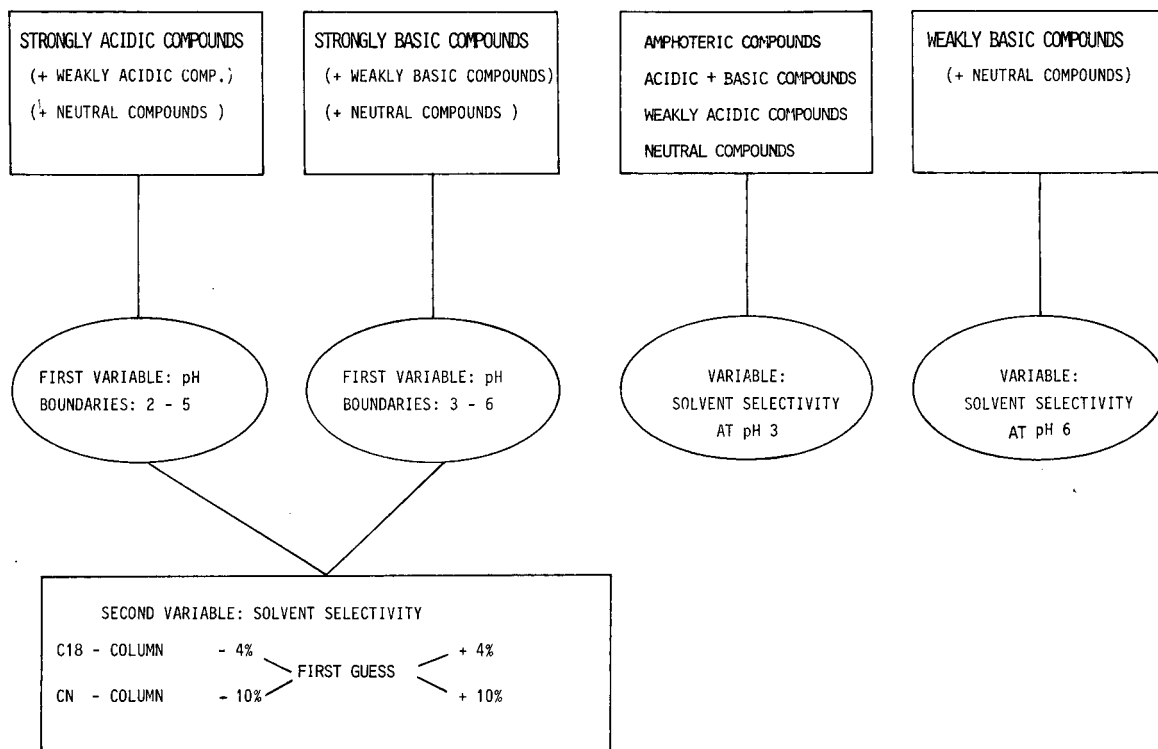 STRONGLY ACIDIC COMPOUNDS
(+ WEAKLY ACIDIC COMP.)
(+ NEUTRAL COMPOUNDS )
STRONGLY BASIC COMPOUNDS
(+ WEAKLY BASIC COMPOUNDS)
(+ NEUTRAL COMPOUNDS )
AMPHOTERIC COMPOUNDS
ACIDIC + BASIC COMPOUNDS
WEAKLY ACIDIC COMPOUNDS
NEUTRAL COMPOUNDS
WEAKLY BASIC COMPOUNDS
(+ NEUTRAL COMPOUNDS)
FIRST VARIABLE: pH
BOUNDARIES: 2 - 5
FIRST VARIABLE: pH
BOUNDARIES: 3 - 6
VARIABLE:
SOLVENT SELECTIVITY
AT pH 3
VARIABLE:
SOLVENT SELECTIVITY
AT pH 6
SECOND VARIABLE: SOLVENT SELECTIVITY
C18 - COLUMN - 4% + 4%
FIRST GUESS
CN - COLUMN - 10% + 10%